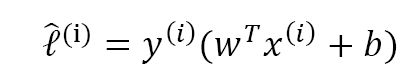 ℓ̂⁽ⁱ⁾ = y⁽ⁱ⁾(wᵀx⁽ⁱ⁾ + b)